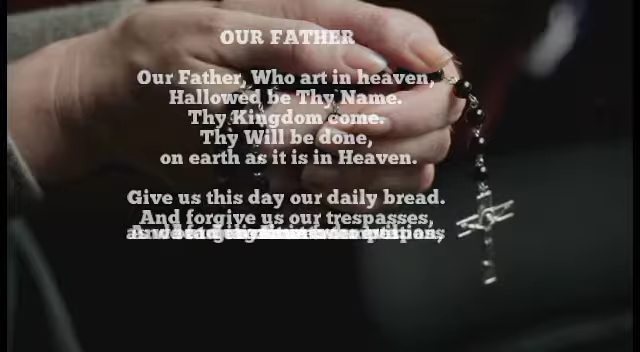 OUR FATHER
Our Father, Who art in heaven,
Hallowed be Thy Name.
Thy Kingdom come.
Thy Will be done,
on earth as it is in Heaven.
Give us this day our daily bread.
And forgive us our trespasses,